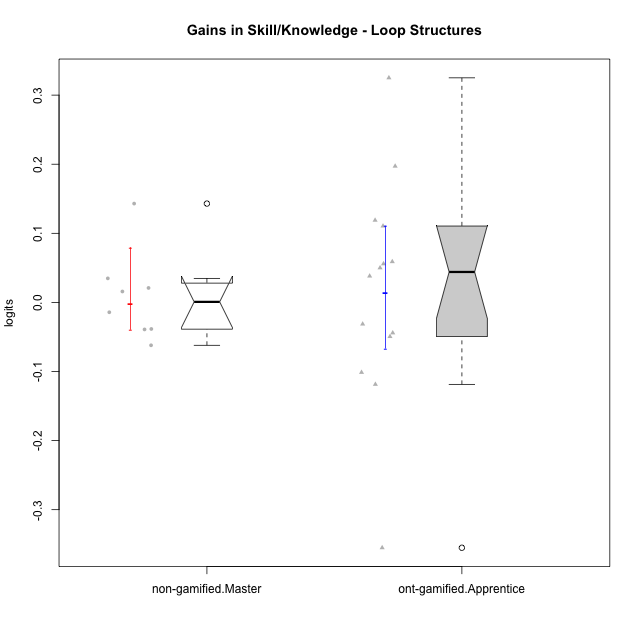 Gains in Skill/Knowledge - Loop Structures
logits
0.3
0.2
0.1
0.0
-0.1
-0.2
-0.3
non-gamified.Master
ont-gamified.Apprentice